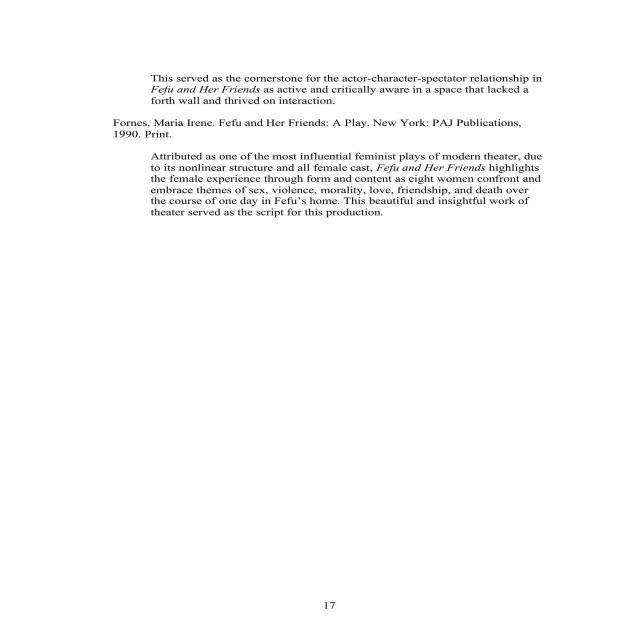 This served as the cornerstone for the actor-character-spectator relationship in
Fefu and Her Friends as active and critically aware in a space that lacked a
forth wall and thrived on interaction.
Fornes, Maria Irene. Fefu and Her Friends: A Play. New York: PAJ Publications,
1990. Print.
Attributed as one of the most influential feminist plays of modern theater, due
to its nonlinear structure and all female cast, Fefu and Her Friends highlights
the female experience through form and content as eight women confront and
embrace themes of sex, violence, morality, love, friendship, and death over
the course of one day in Fefu’s home. This beautiful and insightful work of
theater served as the script for this production.
17